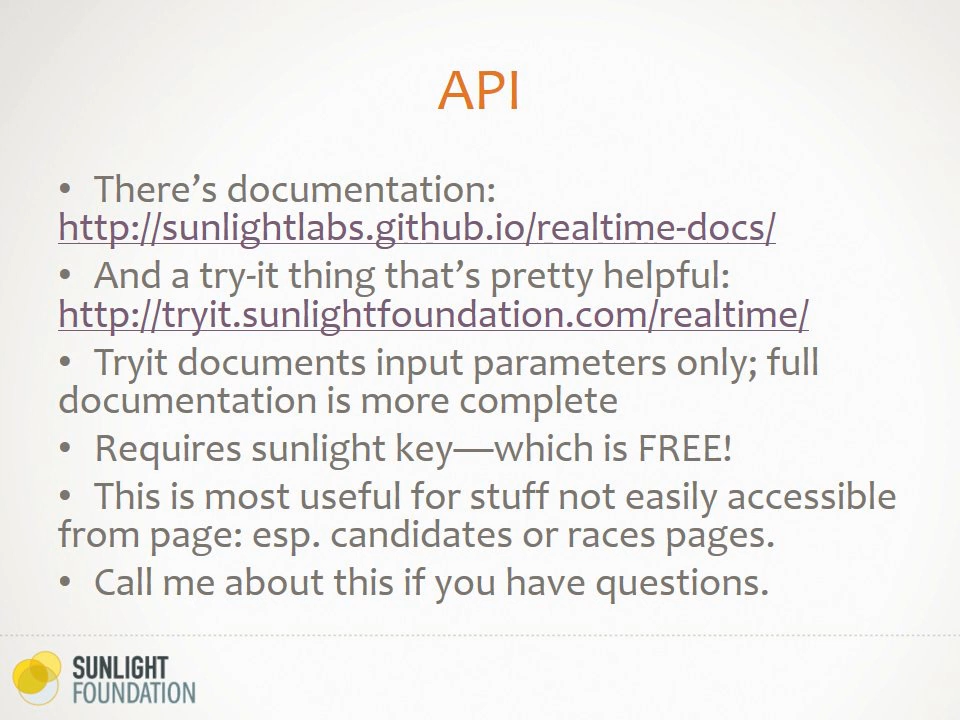 API
• There’s documentation:
http://sunlightlabs.github.io/realtime-docs/
• And a try-it thing that’s pretty helpful:
http://tryit.sunlightfoundation.com/realtime/
• Tryit documents input parameters only; full
documentation is more complete
• Requires sunlight key—which is FREE!
• This is most useful for stuff not easily accessible
from page: esp. candidates or races pages.
• Call me about this if you have questions.
SUNLIGHT
FOUNDATION